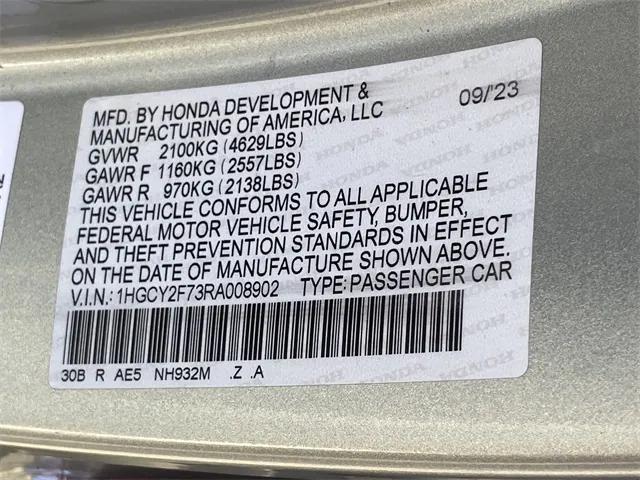 MFD. BY HONDA DEVELOPMENT & 09/'23
MANUFACTURING OF AMERICA, LLC
GVWR 2100KG (4629LBS)
GAWR F 1160KG (2557LBS)
GAWR R 970KG (2138LBS)
THIS VEHICLE CONFORMS TO ALL APPLICABLE
FEDERAL MOTOR VEHICLE SAFETY, BUMPER,
AND THEFT PREVENTION STANDARDS IN EFFECT
ON THE DATE OF MANUFACTURE SHOWN ABOVE.
V.I.N.: 1HGCY2F73RA008902 TYPE: PASSENGER CAR
30B R AE5 NH932M .Z .A